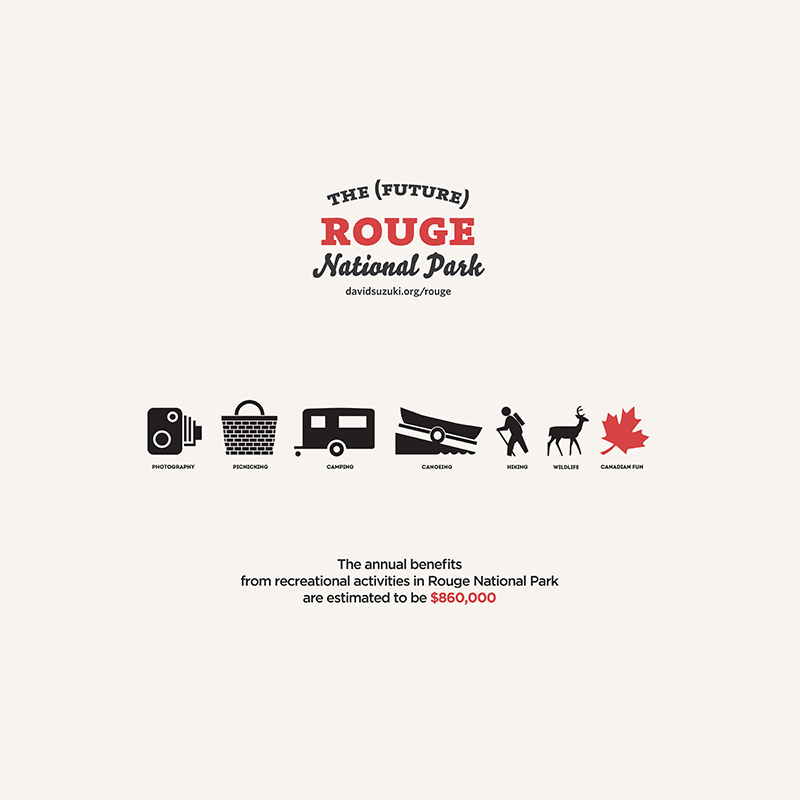 THE (FUTURE)
ROUGE
National Park
davidsuzuki.org/rouge
PHOTOGRAPHY PICNICKING CAMPING CANOEING HIKING WILDLIFE CANADIAN FUN
The annual benefits
from recreational activities in Rouge National Park
are estimated to be $860,000